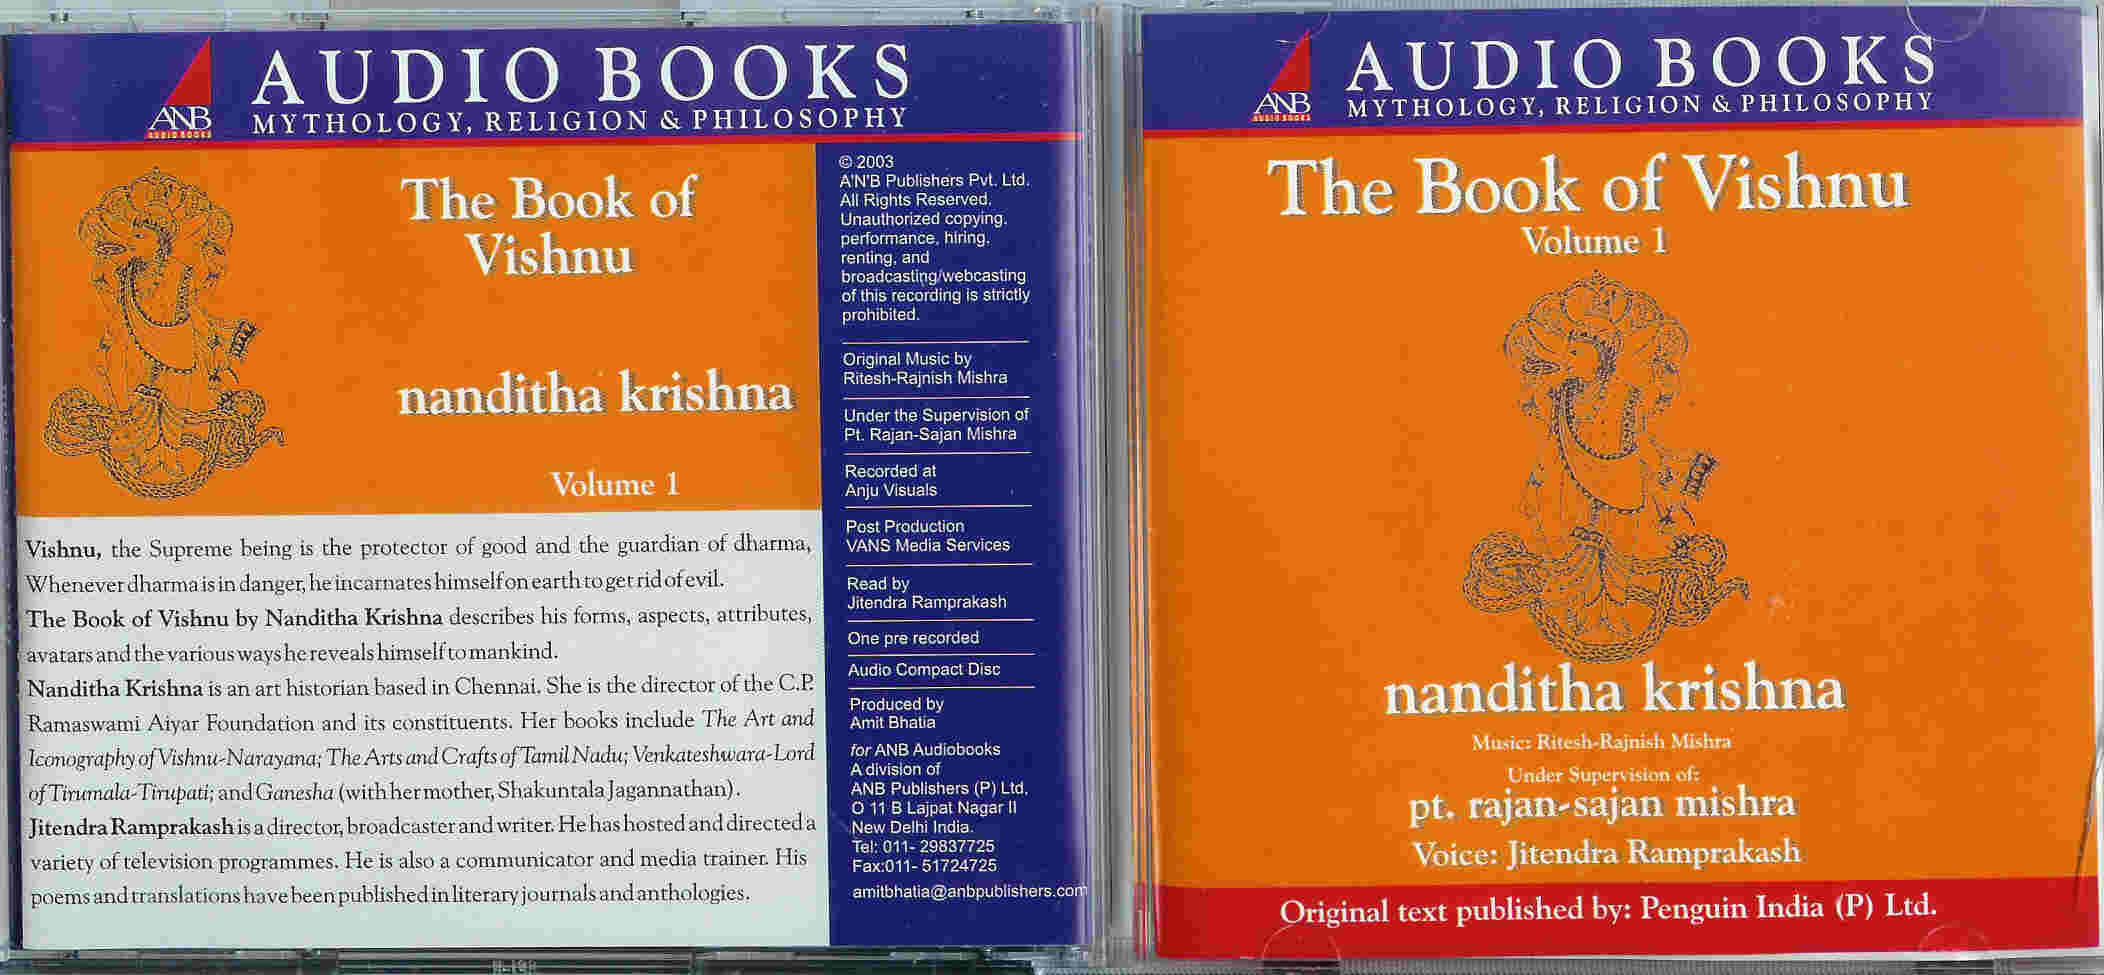 ANB
AUDIO BOOKS
AUDIO BOOKS
MYTHOLOGY, RELIGION & PHILOSOPHY
The Book of
Vishnu
nanditha krishna
Volume 1
Vishnu, the Supreme being is the protector of good and the guardian of dharma,
Whenever dharma is in danger, he incarnates himself on earth to get rid of evil.
The Book of Vishnu by Nanditha Krishna describes his forms, aspects, attributes,
avatars and the various ways he reveals himself to mankind.
Nanditha Krishna is an art historian based in Chennai. She is the director of the C.P.
Ramaswami Aiyar Foundation and its constituents. Her books include The Art and
Iconography of Vishnu-Narayana; The Arts and Crafts of Tamil Nadu; Venkateshwara-Lord
of Tirumala-Tirupati; and Ganesha (with her mother, Shakuntala Jagannathan).
Jitendra Ramprakash is a director, broadcaster and writer. He has hosted and directed a
variety of television programmes. He is also a communicator and media trainer. His
poems and translations have been published in literary journals and anthologies.
© 2003
A'N'B Publishers Pvt. Ltd.
All Rights Reserved.
Unauthorized copying,
performance, hiring,
renting, and
broadcasting/webcasting
of this recording is strictly
prohibited.
Original Music by
Ritesh-Rajnish Mishra
Under the Supervision of
Pt. Rajan-Sajan Mishra
Recorded at
Anju Visuals
Post Production
VANS Media Services
Read by
Jitendra Ramprakash
One pre recorded
Audio Compact Disc
Produced by
Amit Bhatia
for ANB Audiobooks
A division of
ANB Publishers (P) Ltd,
O 11 B Lajpat Nagar II
New Delhi India.
Tel: 011- 29837725
Fax:011- 51724725
amitbhatia@anbpublishers.com
ANB
AUDIO BOOKS
AUDIO BOOKS
MYTHOLOGY, RELIGION & PHILOSOPHY
The Book of Vishnu
Volume 1
nanditha krishna
Music: Ritesh-Rajnish Mishra
Under Supervision of:
pt. rajan-sajan mishra
Voice: Jitendra Ramprakash
Original text published by: Penguin India (P) Ltd.